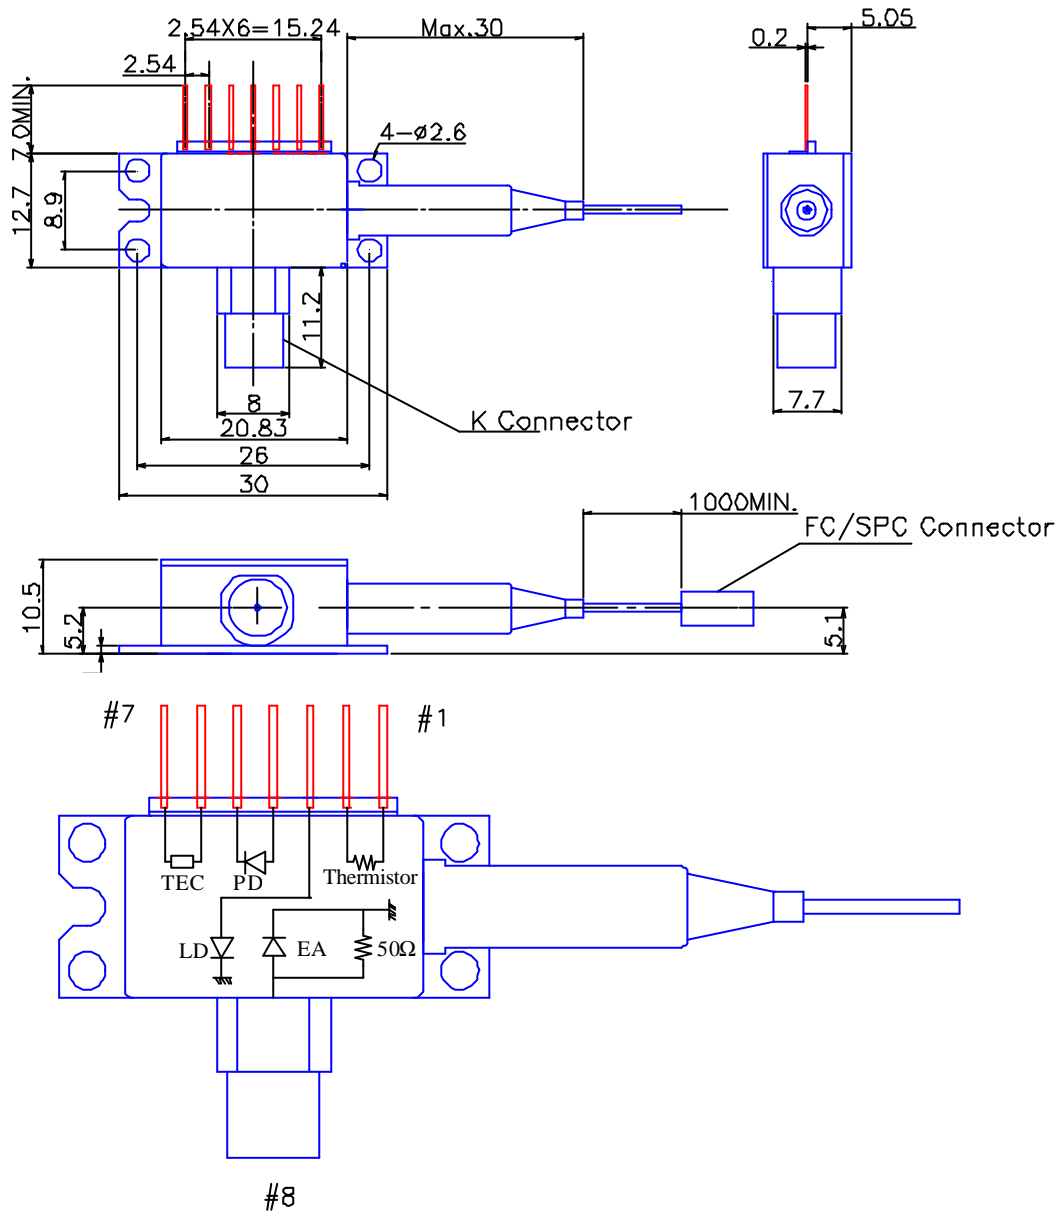 2.54X6=15.24
Max.30
5.05
0.2
2.54
7.0MIN.
4-ø2.6
12.7
8.9
11.2
8
7.7
20.83
K Connector
26
30
1000MIN.
FC/SPC Connector
10.5
5.2
5.1
#7
#1
TEC
PD
Thermistor
LD
EA
50Ω
#8